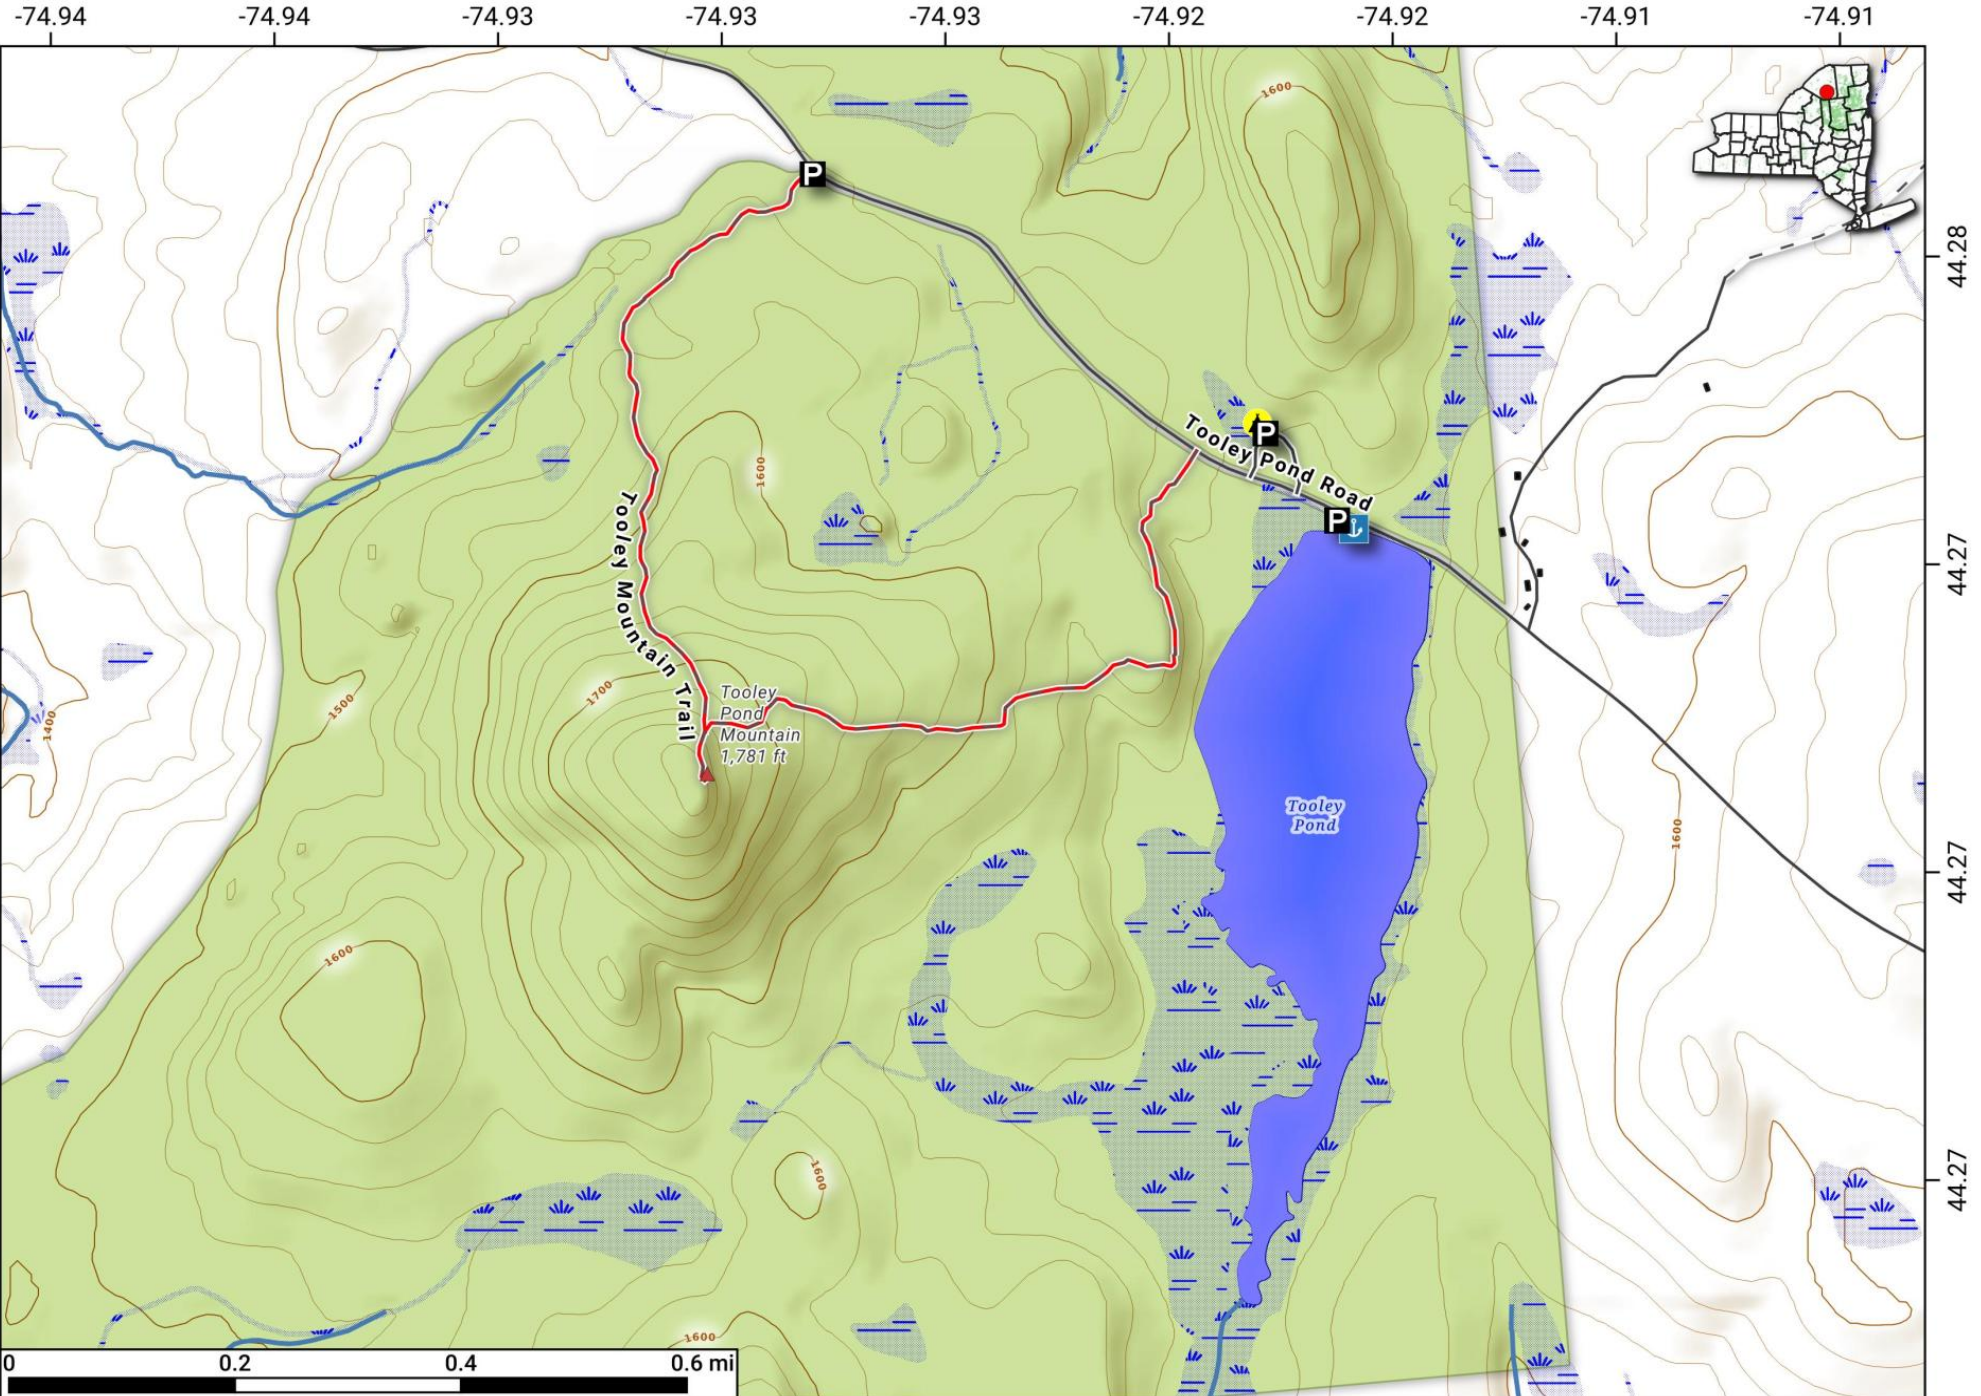 -74.94
-74.94
-74.93
-74.93
-74.93
-74.92
-74.92
-74.91
-74.91
1600
P
44.28
Tooley Pond Road
P
1600
P
Tooley Mountain Trail
44.27
1700
1500
1400
Tooley
Pond
Mountain
1,781 ft
Tooley
Pond
1600
44.27
1600
1600
44.27
1600
0
0.2
0.4
0.6 mi